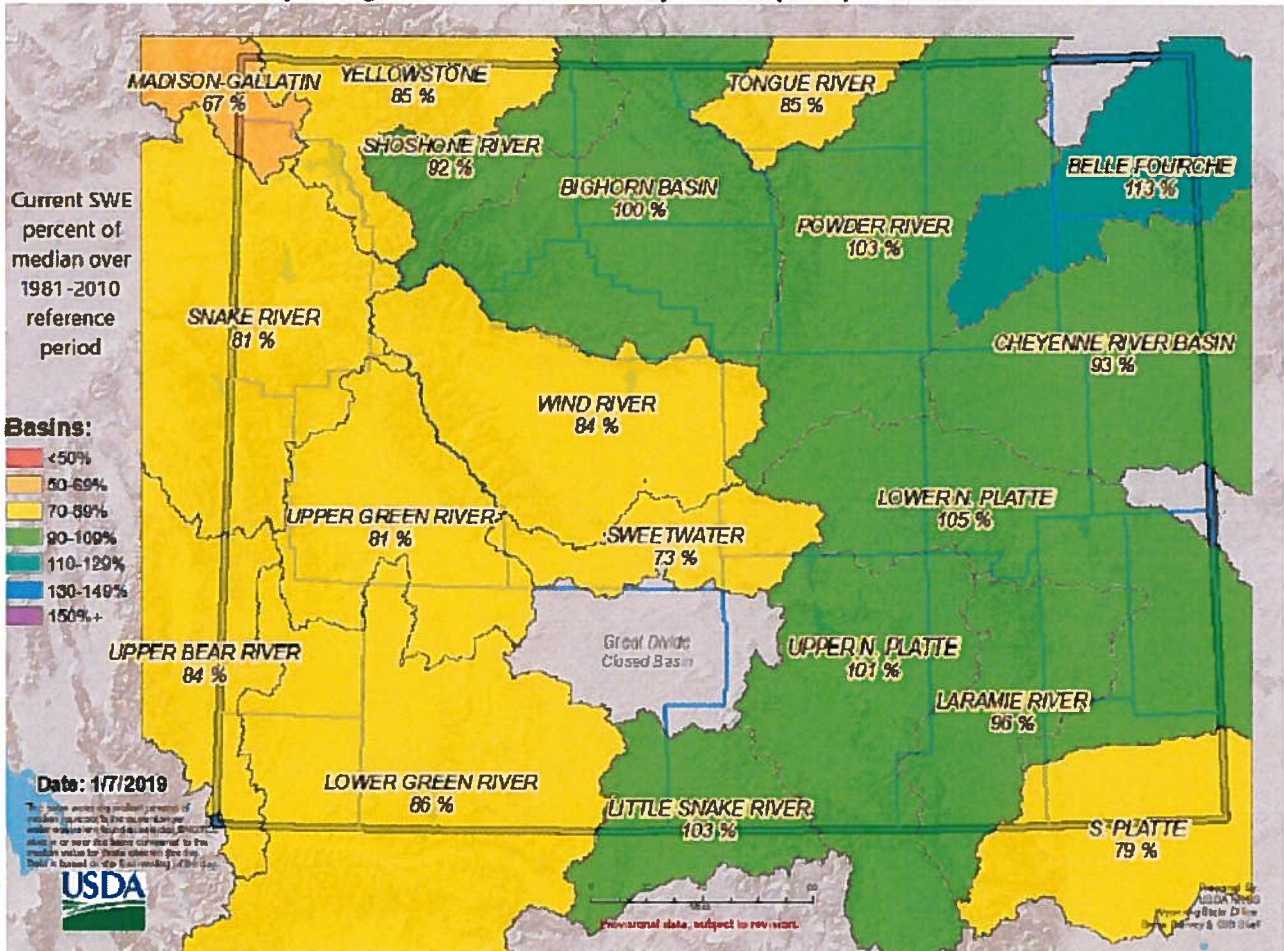 MADISON-GALLATIN
67 %
YELLOWSTONE
85 %
TONGUE RIVER
85 %
SHOSHONE RIVER
92 %
BIGHORN BASIN
100 %
BELLE FOURCHE
113 %
POWDER RIVER
103 %
Current SWE
percent of
median over
1981-2010
reference
period
SNAKE RIVER
81 %
CHEYENNE RIVER BASIN
93 %
WIND RIVER
84 %
Basins:
<50%
50-69%
70-89%
90-109%
110-129%
130-149%
150%+
LOWER N. PLATTE
105 %
UPPER GREEN RIVER
81 %
SWEETWATER
73 %
Great Divide
Closed Basin
UPPER N. PLATTE
101 %
UPPER BEAR RIVER
84 %
LARAMIE RIVER
96 %
Date: 1/7/2019
LOWER GREEN RIVER
86 %
LITTLE SNAKE RIVER
103 %
S. PLATTE
79 %
USDA
Provisional data, subject to revision.
Prepared By
USDA NRCS